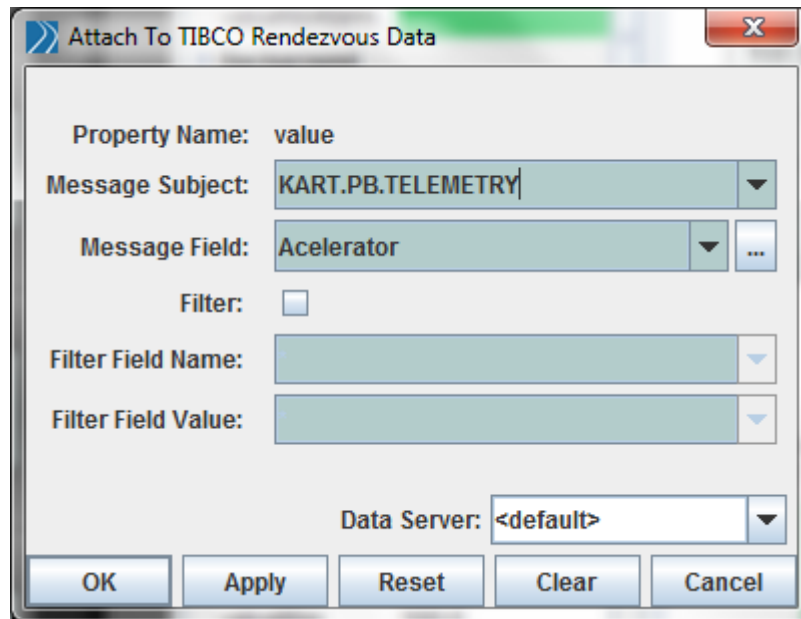 Attach To TIBCO Rendezvous Data
Property Name: value
Message Subject: KART.PB.TELEMETRY
Message Field: Acelerator ...
Filter:
Filter Field Name:
Filter Field Value:
Data Server: <default>
OK Apply Reset Clear Cancel